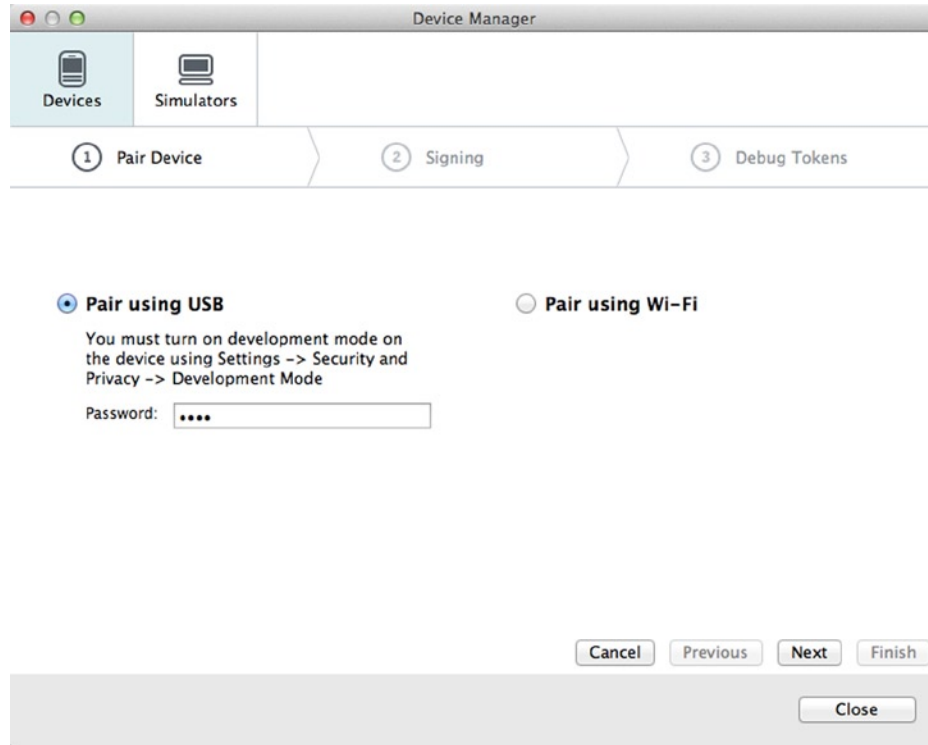 Device Manager
Devices
Simulators
1 Pair Device
2 Signing
3 Debug Tokens
Pair using USB
Pair using Wi-Fi
You must turn on development mode on
the device using Settings -> Security and
Privacy -> Development Mode
Password: ••••
Cancel
Previous
Next
Finish
Close